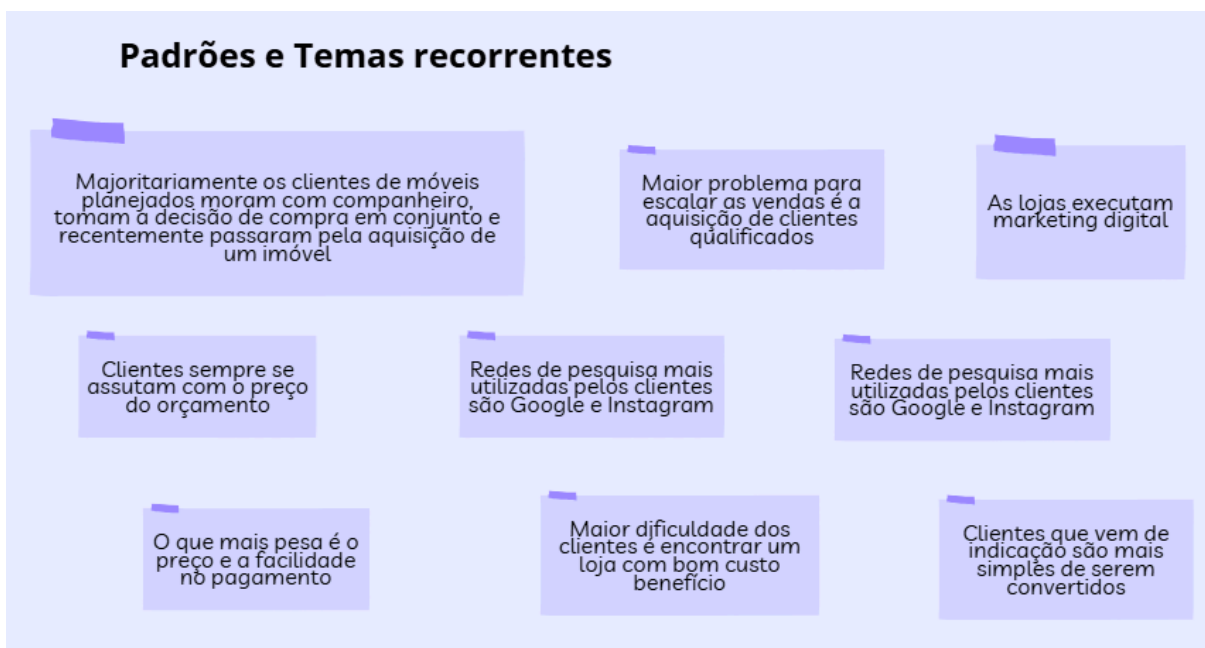 Padrões e Temas recorrentes
Majoritariamente os clientes de móveis
planejados moram com companheiro,
tomam a decisão de compra em conjunto e
recentemente passaram pela aquisição de
um imóvel
Maior problema para
escalar as vendas é a
aquisição de clientes
qualificados
As lojas executam
marketing digital
Clientes sempre se
assutam com o preço
do orçamento
Redes de pesquisa mais
utilizadas pelos clientes
são Google e Instagram
Redes de pesquisa mais
utilizadas pelos clientes
são Google e Instagram
O que mais pesa é o
preço e a facilidade
no pagamento
Maior dificuldade dos
clientes é encontrar um
loja com bom custo
benefício
Clientes que vem de
indicação são mais
simples de serem
convertidos